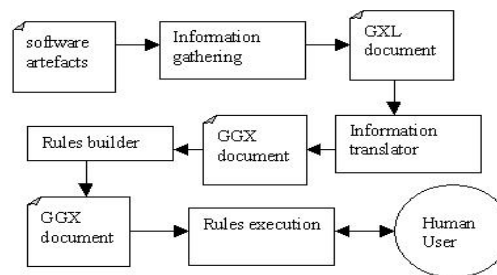 software
artefacts
Information
gathering
GXL
document
Information
translator
GGX
document
Rules builder
GGX
document
Rules execution
Human
User